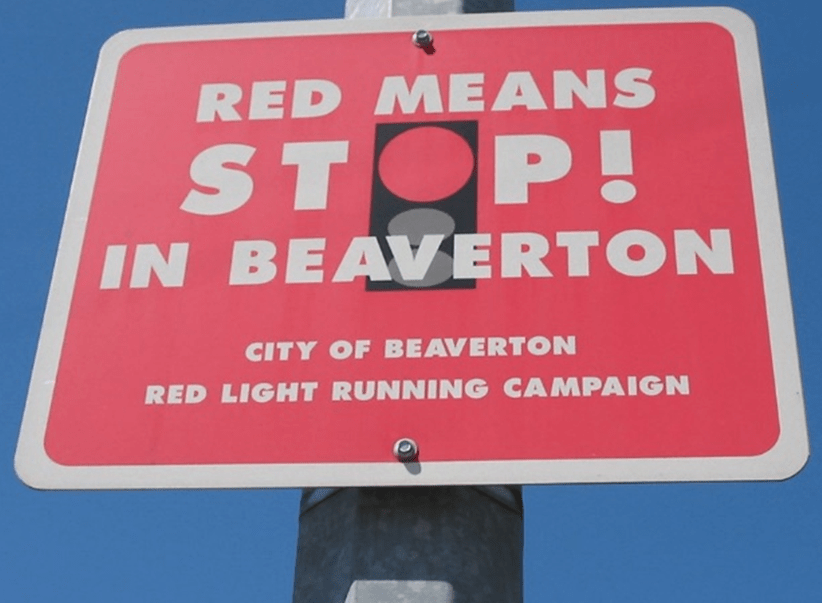 RED MEANS
STOP!
IN BEAVERTON
CITY OF BEAVERTON
RED LIGHT RUNNING CAMPAIGN